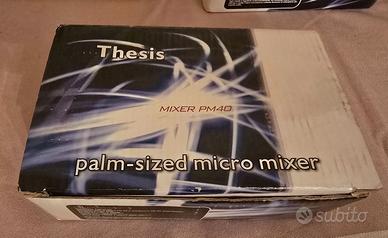 Thesis
MIXER PM40
palm-sized micro mixer
subito